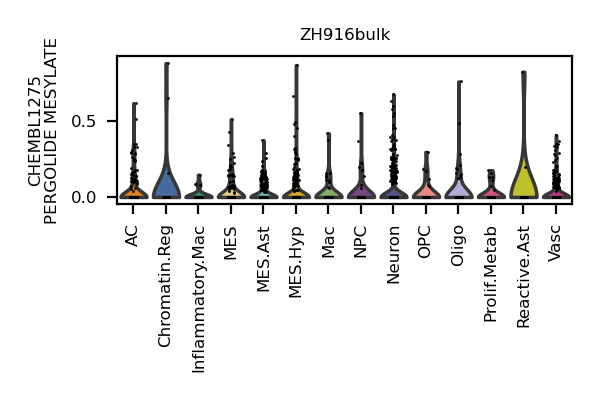 ZH916bulk
CHEMBL1275
PERGOLIDE MESYLATE
0.5
0.0
AC
Chromatin.Reg
Inflammatory.Mac
MES
MES.Ast
MES.Hyp
Mac
NPC
Neuron
OPC
Oligo
Prolif.Metab
Reactive.Ast
Vasc